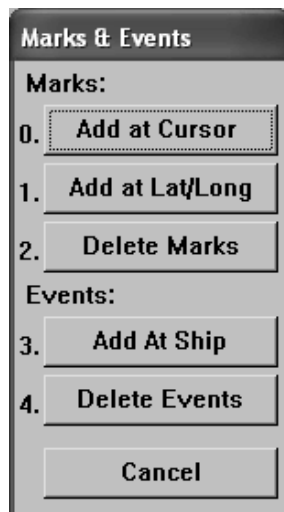 Marks & Events
Marks:
0. Add at Cursor
1. Add at Lat/Long
2. Delete Marks
Events:
3. Add At Ship
4. Delete Events
Cancel